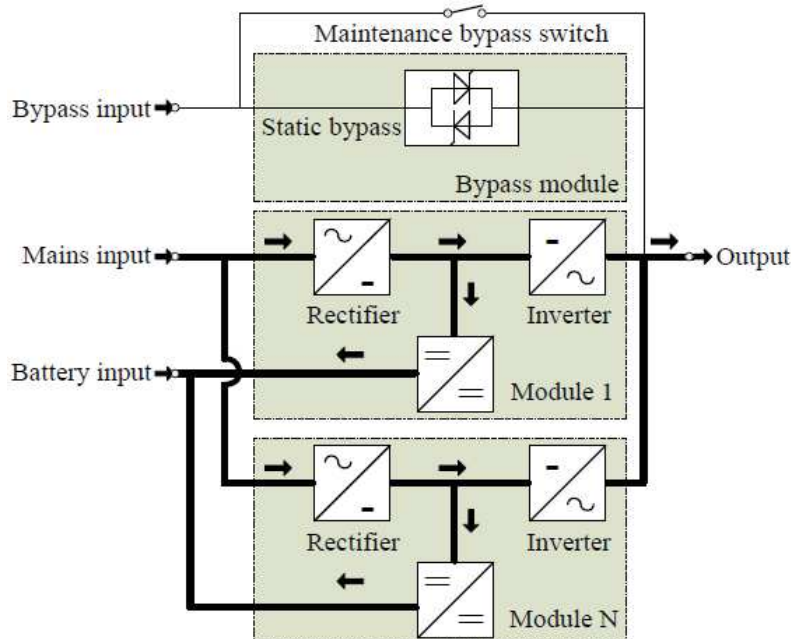 Maintenance bypass switch
Bypass input
Static bypass
Bypass module
Mains input
Output
Rectifier
Inverter
Battery input
Module 1
Rectifier
Inverter
Module N